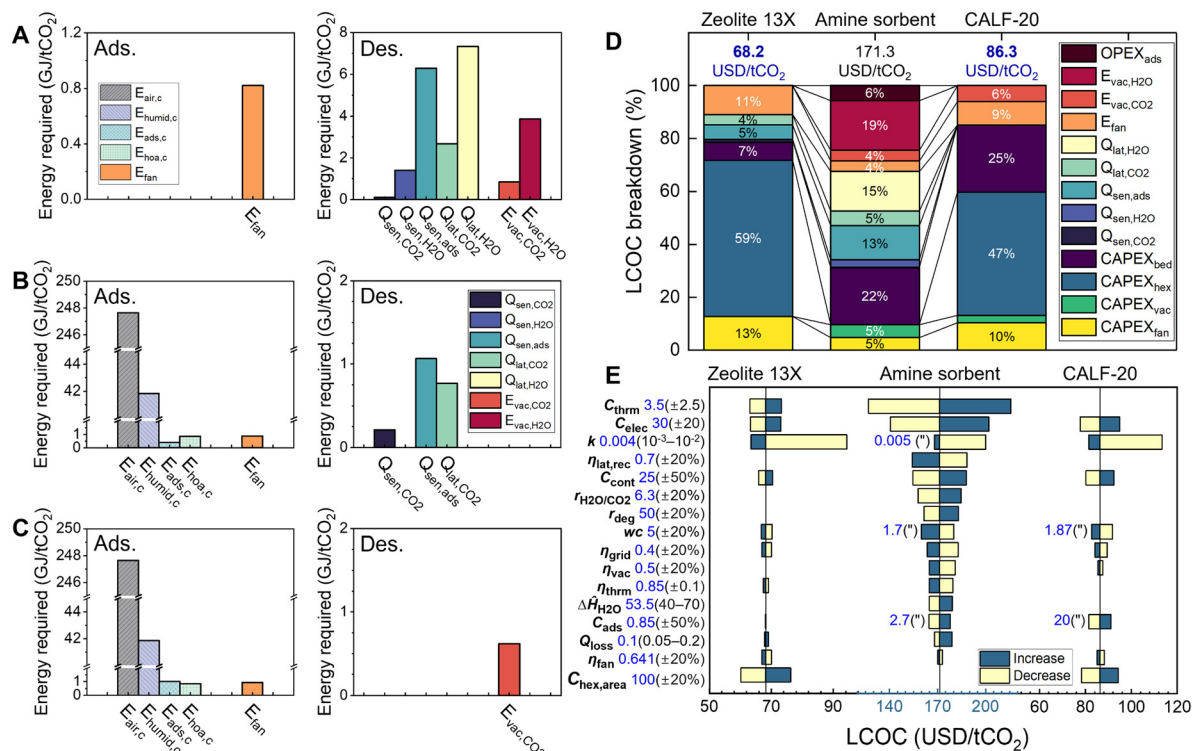 A
Ads.
Energy required (GJ/tCO2)
1.2
0.8
0.4
0.0
Eair,c
Ehumid,c
Eads,c
Ehoa,c
Efan
Efan
Des.
Energy required (GJ/tCO2)
8
6
4
2
0
Qsen,CO2
Qsen,H2O
Qsen,ads
Qlat,CO2
Qlat,H2O
Evac,CO2
Evac,H2O
B
Ads.
Energy required (GJ/tCO2)
250
248
246
42
1
0
Eair,c
Ehumid,c
Eads,c
Ehoa,c
Efan
Des.
Energy required (GJ/tCO2)
2
1
0
Qsen,CO2
Qsen,H2O
Qsen,ads
Qlat,CO2
Qlat,H2O
Evac,CO2
Evac,H2O
Qsen,CO2
Qsen,ads
Qlat,CO2
C
Ads.
Energy required (GJ/tCO2)
250
248
246
42
1
0
Eair,c
Ehumid,c
Eads,c
Ehoa,c
Efan
Des.
Energy required (GJ/tCO2)
2
1
0
Evac,CO2
D
Zeolite 13X Amine sorbent CALF-20
68.2 171.3 86.3
USD/tCO2 USD/tCO2 USD/tCO2
LCOC breakdown (%)
100
80
60
40
20
0
11%
4%
5%
7%
59%
13%
6%
19%
4%
4%
15%
5%
13%
22%
5%
5%
6%
9%
25%
47%
10%
OPEXads
Evac,H2O
Evac,CO2
Efan
Qlat,H2O
Qlat,CO2
Qsen,ads
Qsen,H2O
Qsen,CO2
CAPEXbed
CAPEXhex
CAPEXvac
CAPEXfan
E
Zeolite 13X Amine sorbent CALF-20
Cthrm 3.5(±2.5)
Celec 30(±20)
k 0.004(10-3–10-2) 0.005 (")
ηlat,rec 0.7(±20%)
Ccont 25(±50%)
rH2O/CO2 6.3(±20%)
rdeg 50(±20%)
wc 5(±20%) 1.7(") 1.87(")
ηgrid 0.4(±20%)
ηvac 0.5(±20%)
ηthrm 0.85(±0.1)
ΔĤH2O 53.5(40–70)
Cads 0.85(±50%) 2.7(") 20(")
Qloss 0.1(0.05–0.2)
ηfan 0.641(±20%)
Chex,area 100(±20%)
Increase
Decrease
50 70 140 170 200 80 100 120
LCOC (USD/tCO2)